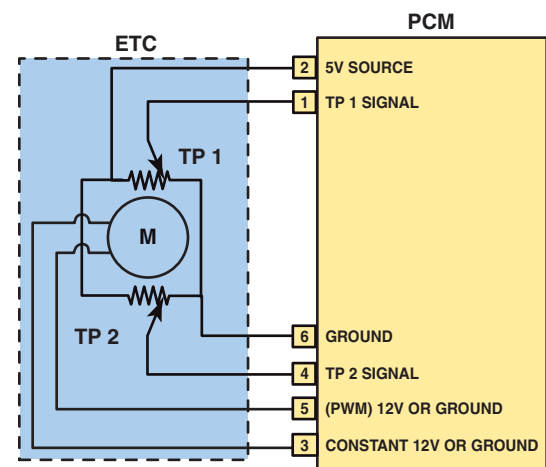 PCM
ETC
2 5V SOURCE
1 TP 1 SIGNAL
TP 1
M
TP 2
6 GROUND
4 TP 2 SIGNAL
5 (PWM) 12V OR GROUND
3 CONSTANT 12V OR GROUND